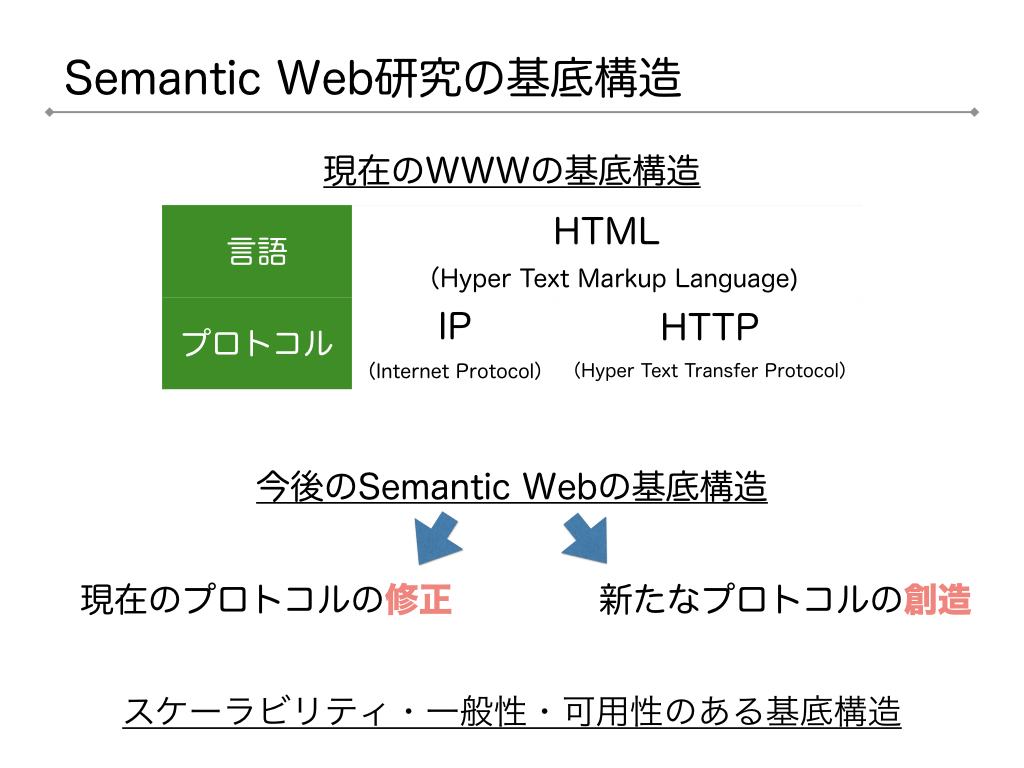 Semantic Web研究の基底構造
現在のWWWの基底構造
言語
HTML
（Hyper Text Markup Language)
プロトコル
IP
（Internet Protocol）
HTTP
（Hyper Text Transfer Protocol）
今後のSemantic Webの基底構造
現在のプロトコルの修正
新たなプロトコルの創造
スケーラビリティ・一般性・可用性のある基底構造